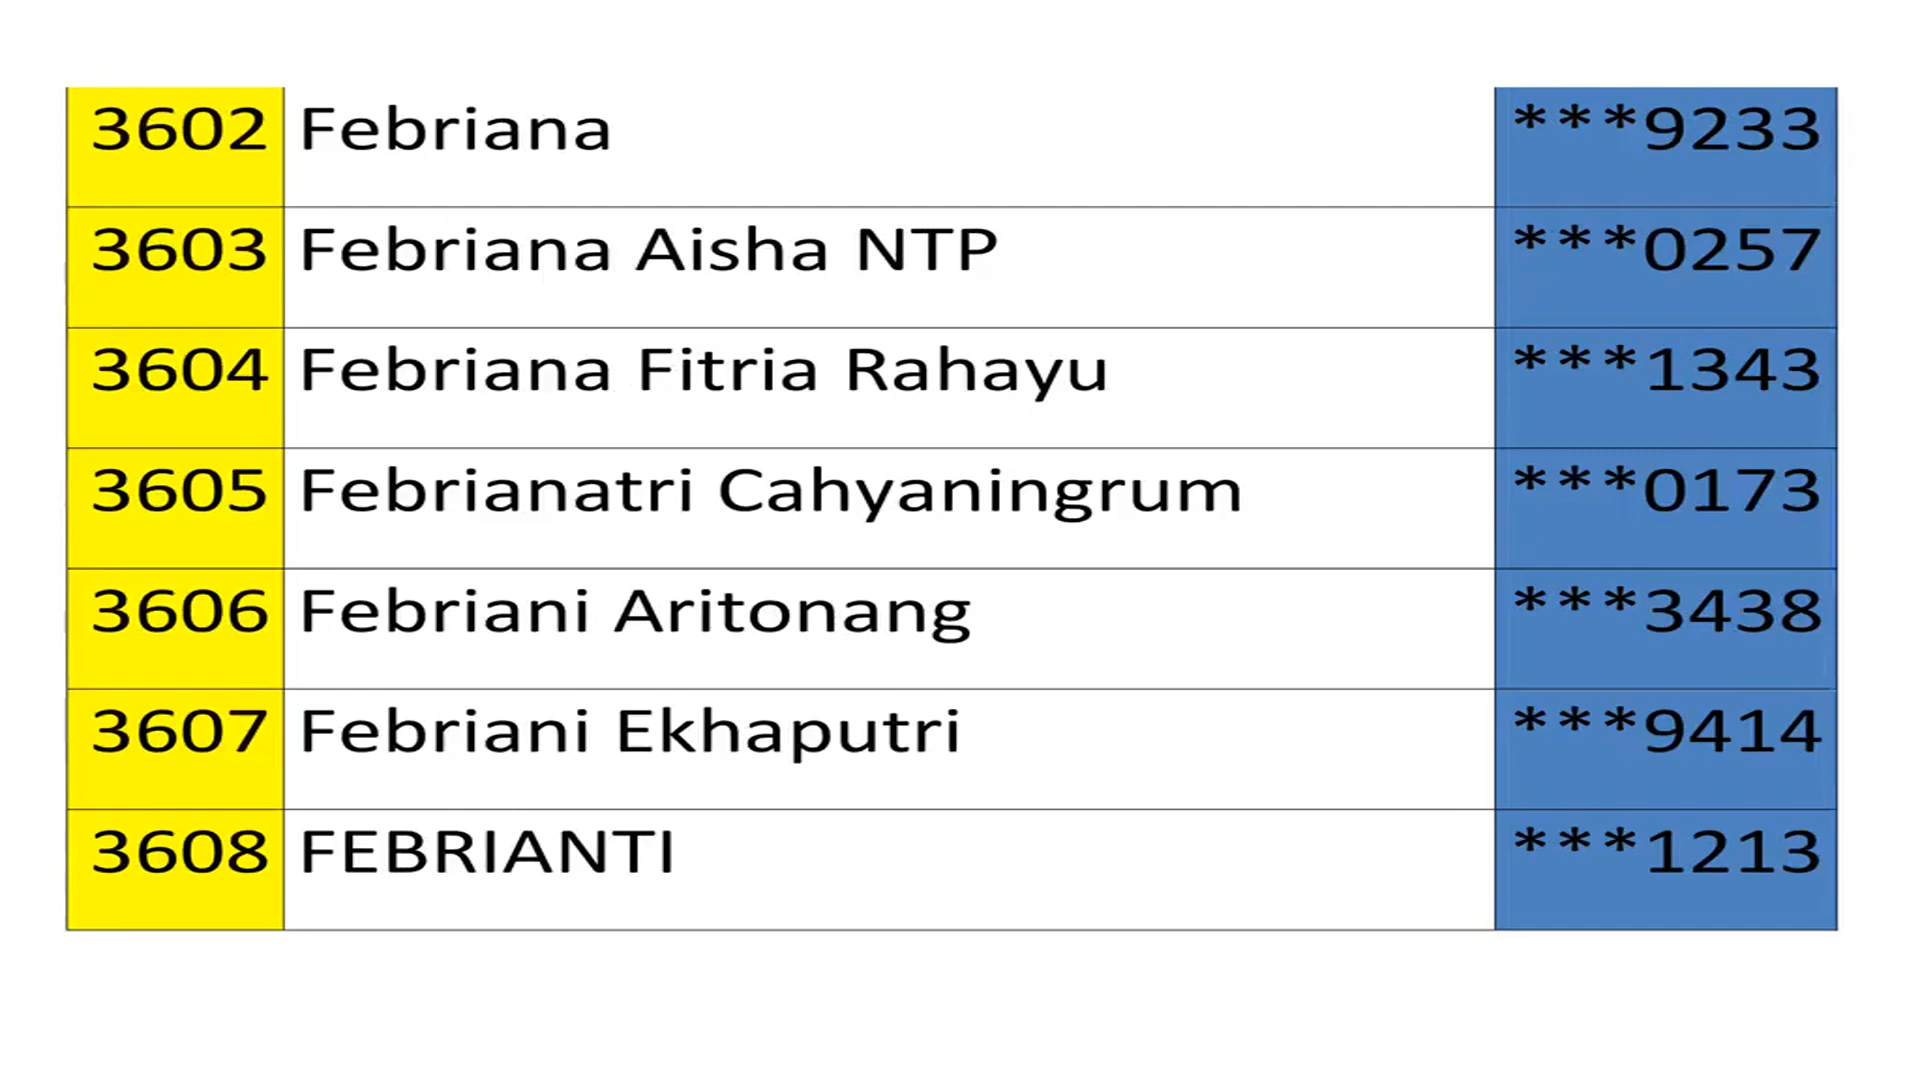 3602 Febriana ***9233
3603 Febriana Aisha NTP ***0257
3604 Febriana Fitria Rahayu ***1343
3605 Febrianatri Cahyaningrum ***0173
3606 Febriani Aritonang ***3438
3607 Febriani Ekhaputri ***9414
3608 FEBRIANTI ***1213